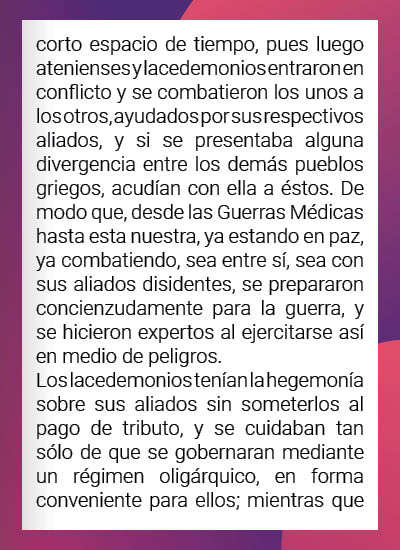 corto espacio de tiempo, pues luego
atenienses y lacedemonios entraron en
conflicto y se combatieron los unos a
los otros, ayudados por sus respectivos
aliados, y si se presentaba alguna
divergencia entre los demás pueblos
griegos, acudían con ella a éstos. De
modo que, desde las Guerras Médicas
hasta esta nuestra, ya estando en paz,
ya combatiendo, sea entre sí, sea con
sus aliados disidentes, se prepararon
concienzudamente para la guerra, y
se hicieron expertos al ejercitarse así
en medio de peligros.
Los lacedemonios tenían la hegemonía
sobre sus aliados sin someterlos al
pago de tributo, y se cuidaban tan
sólo de que se gobernaran mediante
un régimen oligárquico, en forma
conveniente para ellos; mientras que